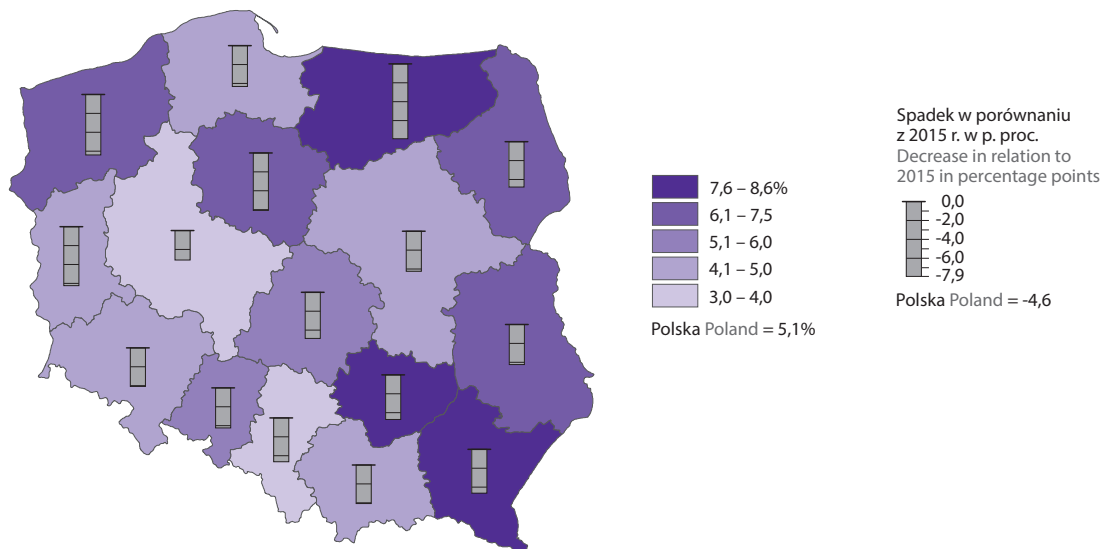 7,6 – 8,6%
6,1 – 7,5
5,1 – 6,0
4,1 – 5,0
3,0 – 4,0
Polska Poland = 5,1%
Spadek w porównaniu
z 2015 r. w p. proc.
Decrease in relation to
2015 in percentage points
0,0
-2,0
-4,0
-6,0
-7,9
Polska Poland = -4,6